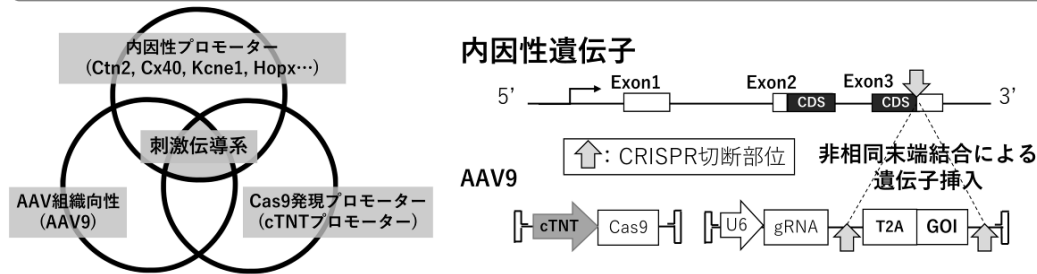 内因性プロモーター
（Ctn2, Cx40, Kcne1, Hopx…）
刺激伝導系
AAV組織向性
（AAV9）
Cas9発現プロモーター
（cTNTプロモーター）
内因性遺伝子
Exon1
Exon2
Exon3
5’
CDS
CDS
3’
：CRISPR切断部位
非相同末端結合による
遺伝子挿入
AAV9
cTNT
Cas9
U6
gRNA
T2A
GOI